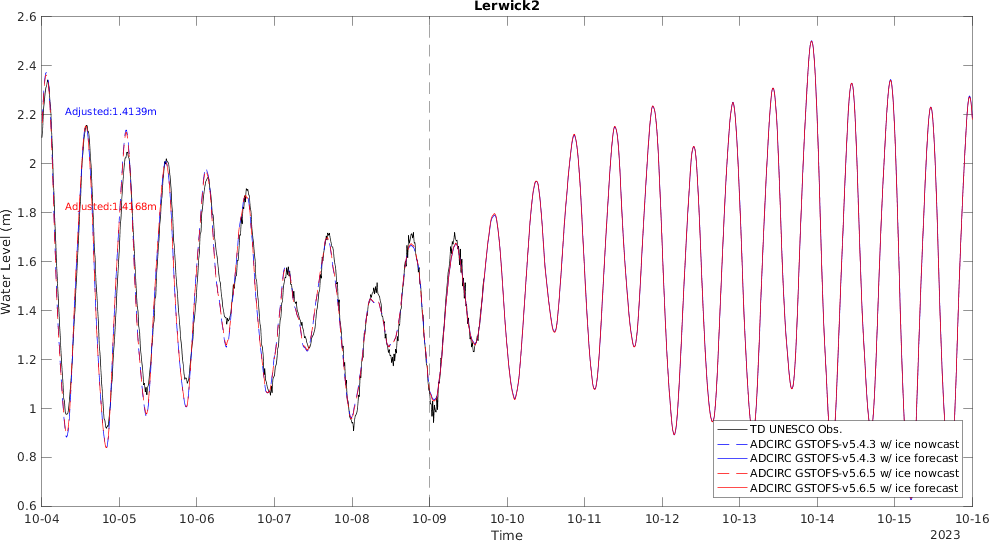 Lerwick2
2.6
2.4
2.2
2
1.8
1.6
1.4
1.2
1
0.8
0.6
Water Level (m)
Adjusted:1.4139m
Adjusted:1.4168m
TD UNESCO Obs.
ADCIRC GSTOFS-v5.4.3 w/ ice nowcast
ADCIRC GSTOFS-v5.4.3 w/ ice forecast
ADCIRC GSTOFS-v5.6.5 w/ ice nowcast
ADCIRC GSTOFS-v5.6.5 w/ ice forecast
10-04 10-05 10-06 10-07 10-08 10-09 10-10 10-11 10-12 10-13 10-14 10-15 10-16
Time
2023